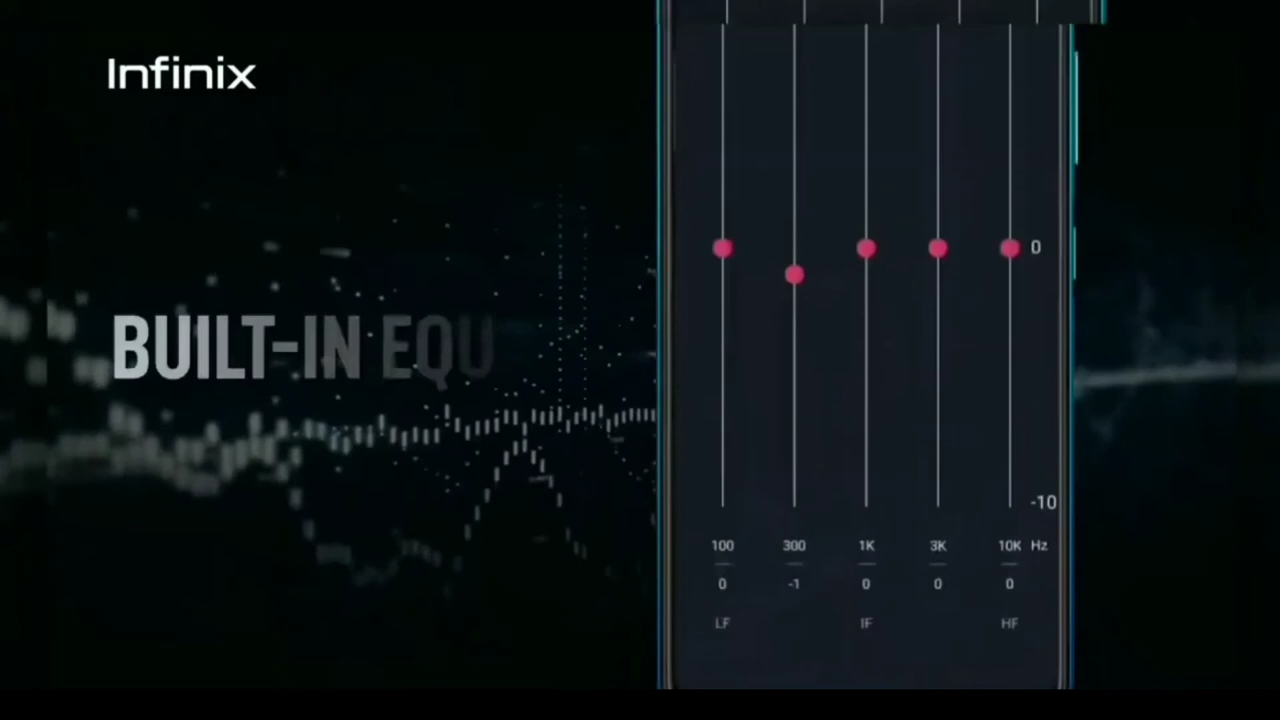 Infinix
BUILT-IN EQU
0
-10
100 300 1K 3K 10K Hz
0 -1 0 0 0
LF IF HF